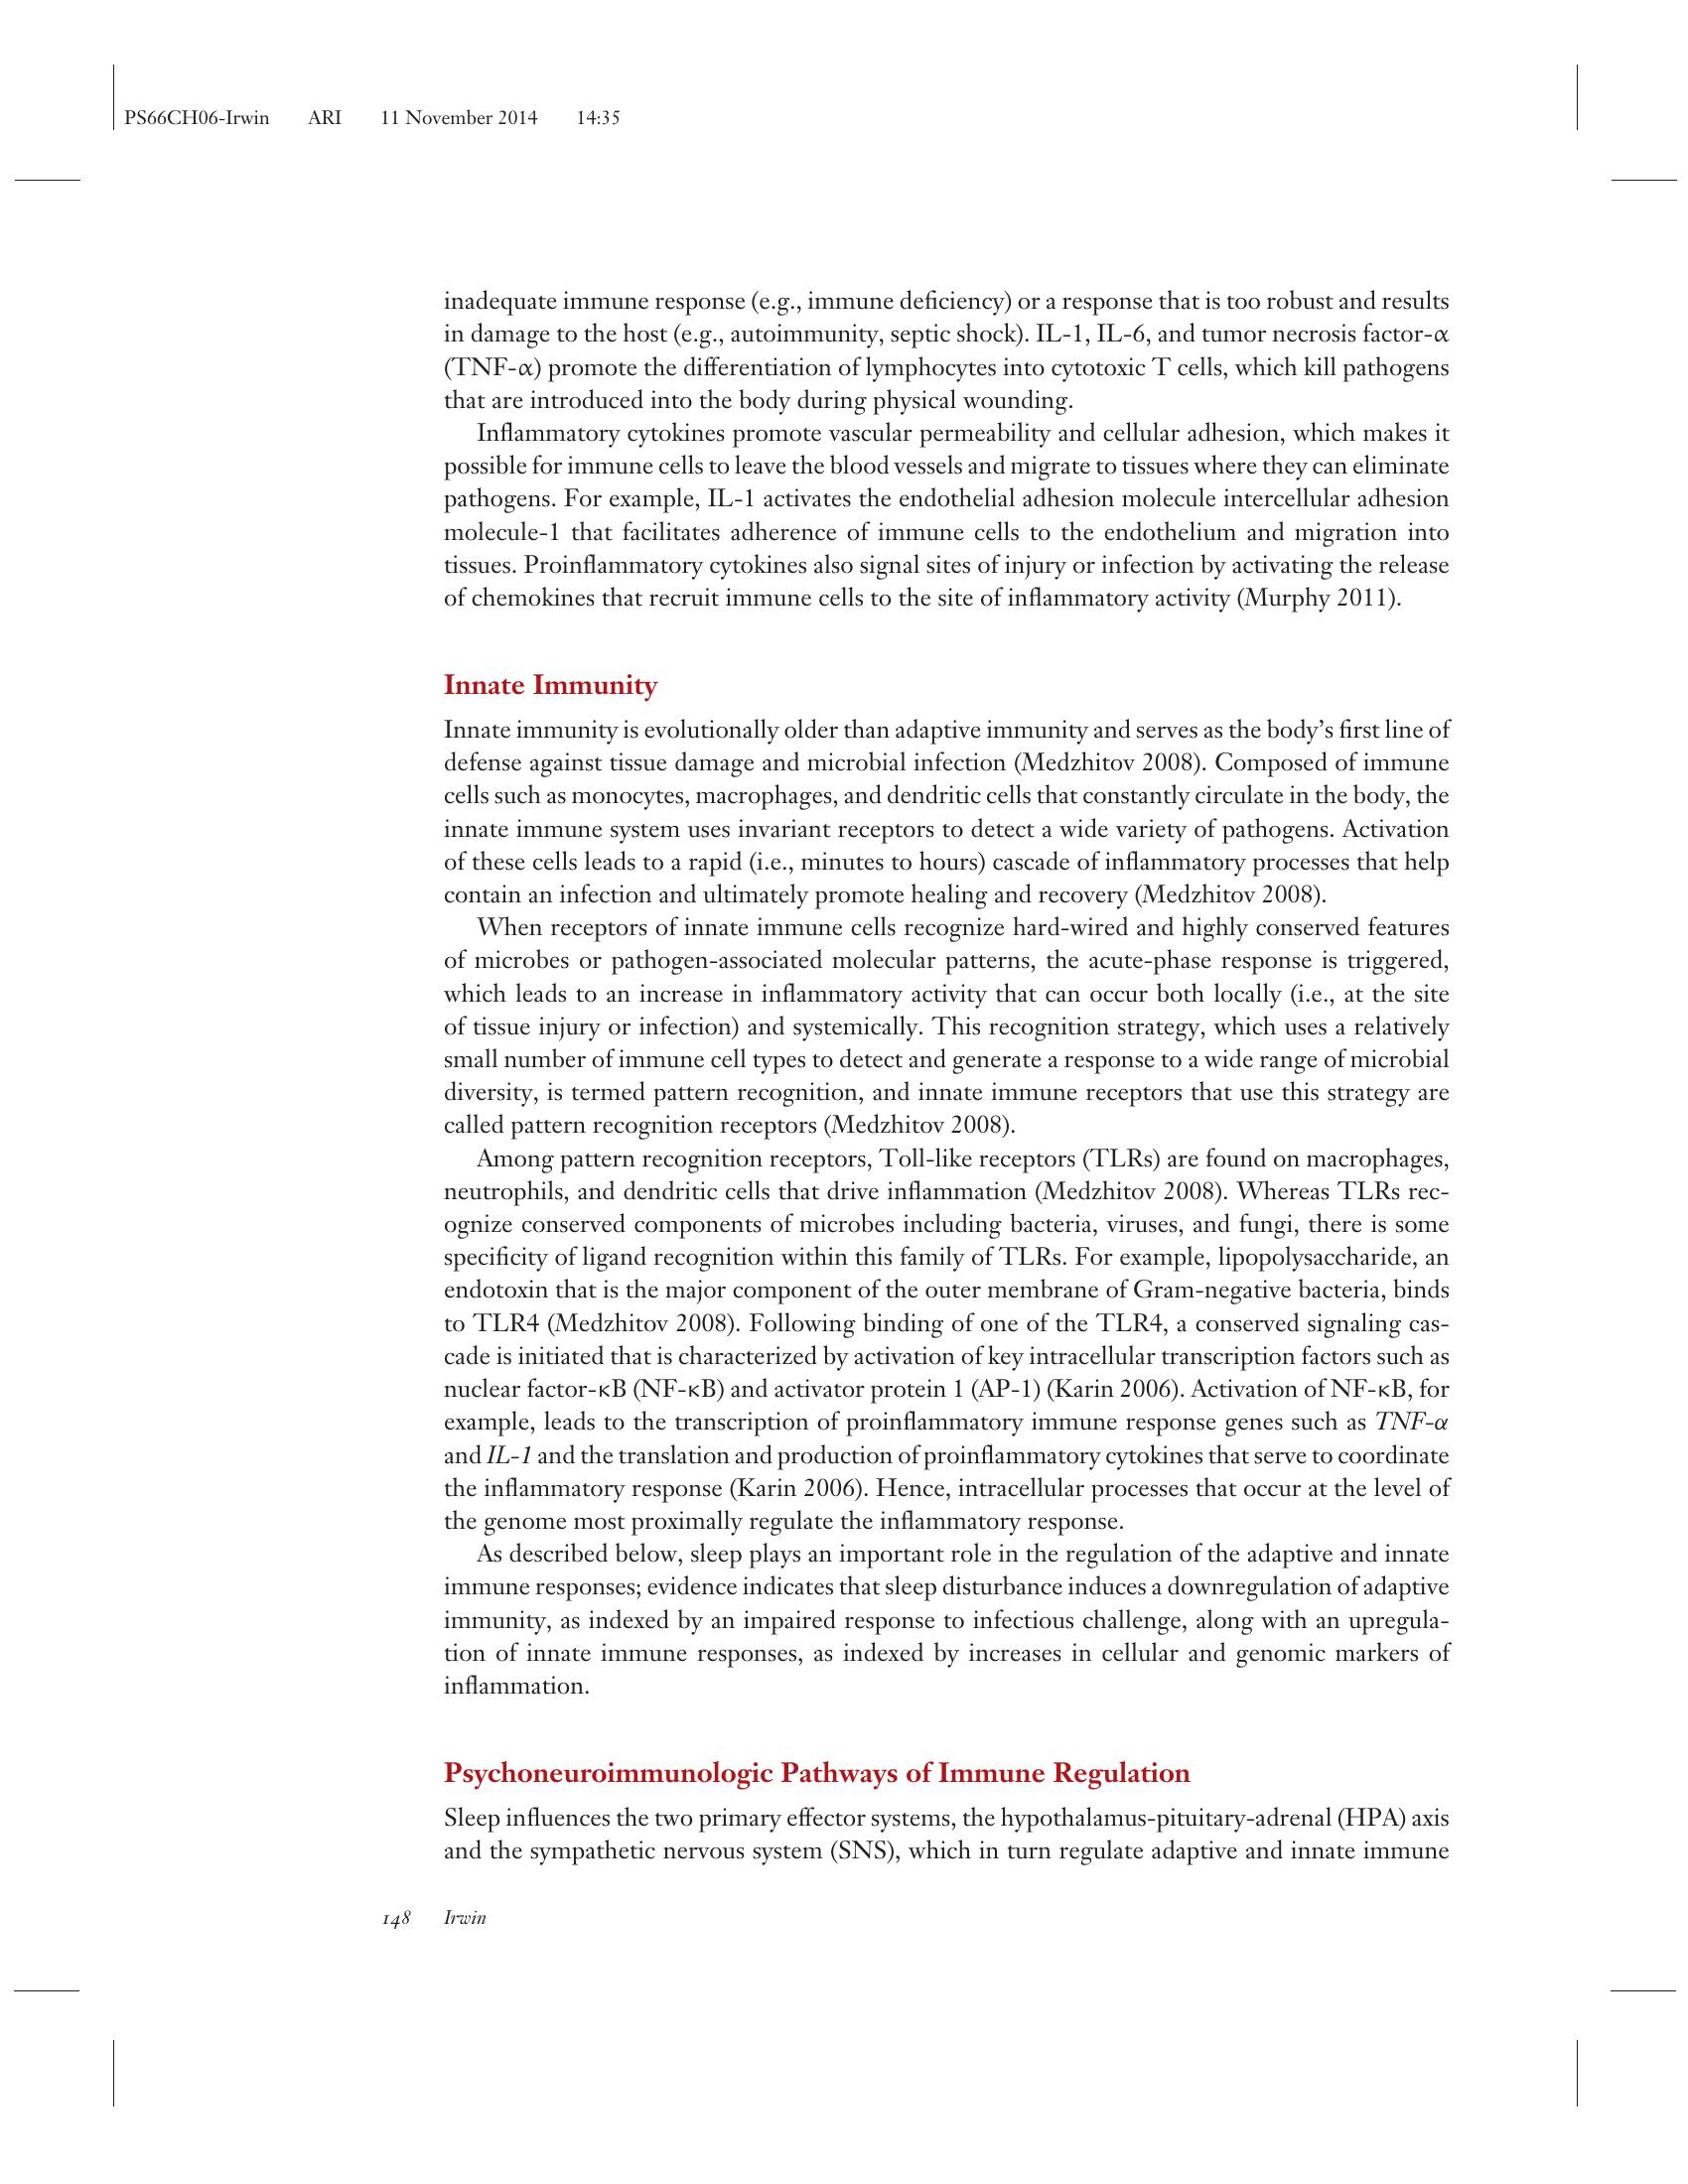 PS66CH06-Irwin ARI 11 November 2014 14:35
inadequate immune response (e.g., immune deficiency) or a response that is too robust and results
in damage to the host (e.g., autoimmunity, septic shock). IL-1, IL-6, and tumor necrosis factor-α
(TNF-α) promote the differentiation of lymphocytes into cytotoxic T cells, which kill pathogens
that are introduced into the body during physical wounding.
Inflammatory cytokines promote vascular permeability and cellular adhesion, which makes it
possible for immune cells to leave the blood vessels and migrate to tissues where they can eliminate
pathogens. For example, IL-1 activates the endothelial adhesion molecule intercellular adhesion
molecule-1 that facilitates adherence of immune cells to the endothelium and migration into
tissues. Proinflammatory cytokines also signal sites of injury or infection by activating the release
of chemokines that recruit immune cells to the site of inflammatory activity (Murphy 2011).
Innate Immunity
Innate immunity is evolutionally older than adaptive immunity and serves as the body’s first line of
defense against tissue damage and microbial infection (Medzhitov 2008). Composed of immune
cells such as monocytes, macrophages, and dendritic cells that constantly circulate in the body, the
innate immune system uses invariant receptors to detect a wide variety of pathogens. Activation
of these cells leads to a rapid (i.e., minutes to hours) cascade of inflammatory processes that help
contain an infection and ultimately promote healing and recovery (Medzhitov 2008).
When receptors of innate immune cells recognize hard-wired and highly conserved features
of microbes or pathogen-associated molecular patterns, the acute-phase response is triggered,
which leads to an increase in inflammatory activity that can occur both locally (i.e., at the site
of tissue injury or infection) and systemically. This recognition strategy, which uses a relatively
small number of immune cell types to detect and generate a response to a wide range of microbial
diversity, is termed pattern recognition, and innate immune receptors that use this strategy are
called pattern recognition receptors (Medzhitov 2008).
Among pattern recognition receptors, Toll-like receptors (TLRs) are found on macrophages,
neutrophils, and dendritic cells that drive inflammation (Medzhitov 2008). Whereas TLRs rec-
ognize conserved components of microbes including bacteria, viruses, and fungi, there is some
specificity of ligand recognition within this family of TLRs. For example, lipopolysaccharide, an
endotoxin that is the major component of the outer membrane of Gram-negative bacteria, binds
to TLR4 (Medzhitov 2008). Following binding of one of the TLR4, a conserved signaling cas-
cade is initiated that is characterized by activation of key intracellular transcription factors such as
nuclear factor-κB (NF-κB) and activator protein 1 (AP-1) (Karin 2006). Activation of NF-κB, for
example, leads to the transcription of proinflammatory immune response genes such as TNF-α
and IL-1 and the translation and production of proinflammatory cytokines that serve to coordinate
the inflammatory response (Karin 2006). Hence, intracellular processes that occur at the level of
the genome most proximally regulate the inflammatory response.
As described below, sleep plays an important role in the regulation of the adaptive and innate
immune responses; evidence indicates that sleep disturbance induces a downregulation of adaptive
immunity, as indexed by an impaired response to infectious challenge, along with an upregula-
tion of innate immune responses, as indexed by increases in cellular and genomic markers of
inflammation.
Psychoneuroimmunologic Pathways of Immune Regulation
Sleep influences the two primary effector systems, the hypothalamus-pituitary-adrenal (HPA) axis
and the sympathetic nervous system (SNS), which in turn regulate adaptive and innate immune
148 Irwin